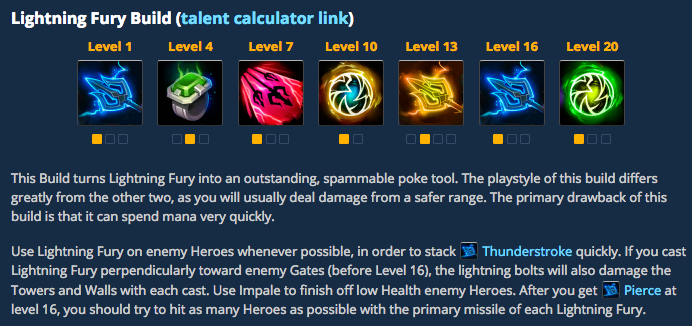 Lightning Fury Build (talent calculator link)
Level 1 Level 4 Level 7 Level 10 Level 13 Level 16 Level 20
This Build turns Lightning Fury into an outstanding, spammable poke tool. The playstyle of this build differs
greatly from the other two, as you will usually deal damage from a safer range. The primary drawback of this
build is that it can spend mana very quickly.
Use Lightning Fury on enemy Heroes whenever possible, in order to stack Thunderstroke quickly. If you cast
Lightning Fury perpendicularly toward enemy Gates (before Level 16), the lightning bolts will also damage the
Towers and Walls with each cast. Use Impale to finish off low Health enemy Heroes. After you get Pierce at
level 16, you should try to hit as many Heroes as possible with the primary missile of each Lightning Fury.